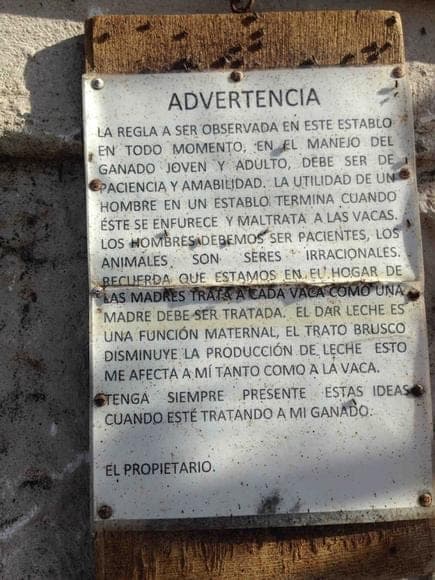 ADVERTENCIA
LA REGLA A SER OBSERVADA EN ESTE ESTABLO
EN TODO MOMENTO, EN EL MANEJO DEL
GANADO JOVEN Y ADULTO, DEBE SER DE
PACIENCIA Y AMABILIDAD. LA UTILIDAD DE UN
HOMBRE EN UN ESTABLO TERMINA CUANDO
ÉSTE SE ENFURECE Y MALTRATA A LAS VACAS.
LOS HOMBRES DEBEMOS SER PACIENTES, LOS
ANIMALES SON SERES IRRACIONALES.
RECUERDA QUE ESTAMOS EN EL HOGAR DE
LAS MADRES TRATA A CADA VACA COMO UNA
MADRE DEBE SER TRATADA. EL DAR LECHE ES
UNA FUNCIÓN MATERNAL, EL TRATO BRUSCO
DISMINUYE LA PRODUCCIÓN DE LECHE ESTO
ME AFECTA A MÍ TANTO COMO A LA VACA.
TENGA SIEMPRE PRESENTE ESTAS IDEAS
CUANDO ESTÉ TRATANDO A MI GANADO.
EL PROPIETARIO.